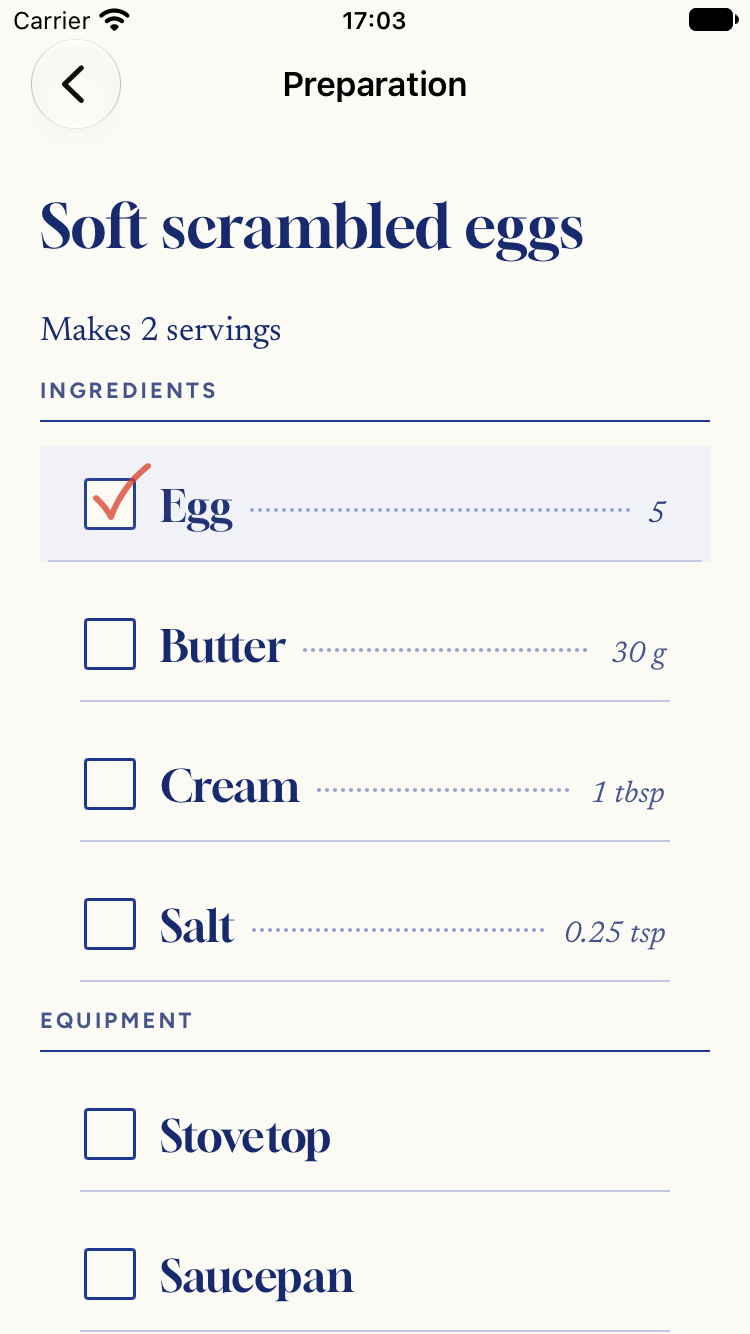 Carrier 17:03
Preparation
Soft scrambled eggs
Makes 2 servings
INGREDIENTS
Egg 5
Butter 30 g
Cream 1 tbsp
Salt 0.25 tsp
EQUIPMENT
Stovetop
Saucepan